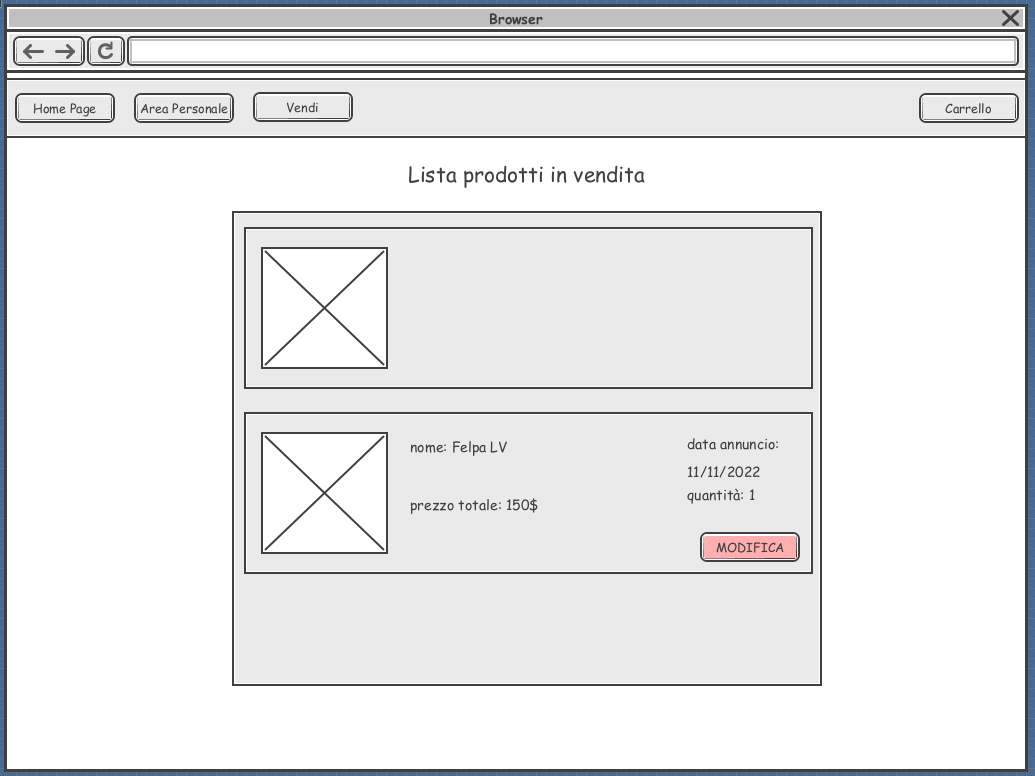 Browser
Home Page
Area Personale
Vendi
Carrello
Lista prodotti in vendita
nome: Felpa LV
prezzo totale: 150$
data annuncio:
11/11/2022
quantità: 1
MODIFICA